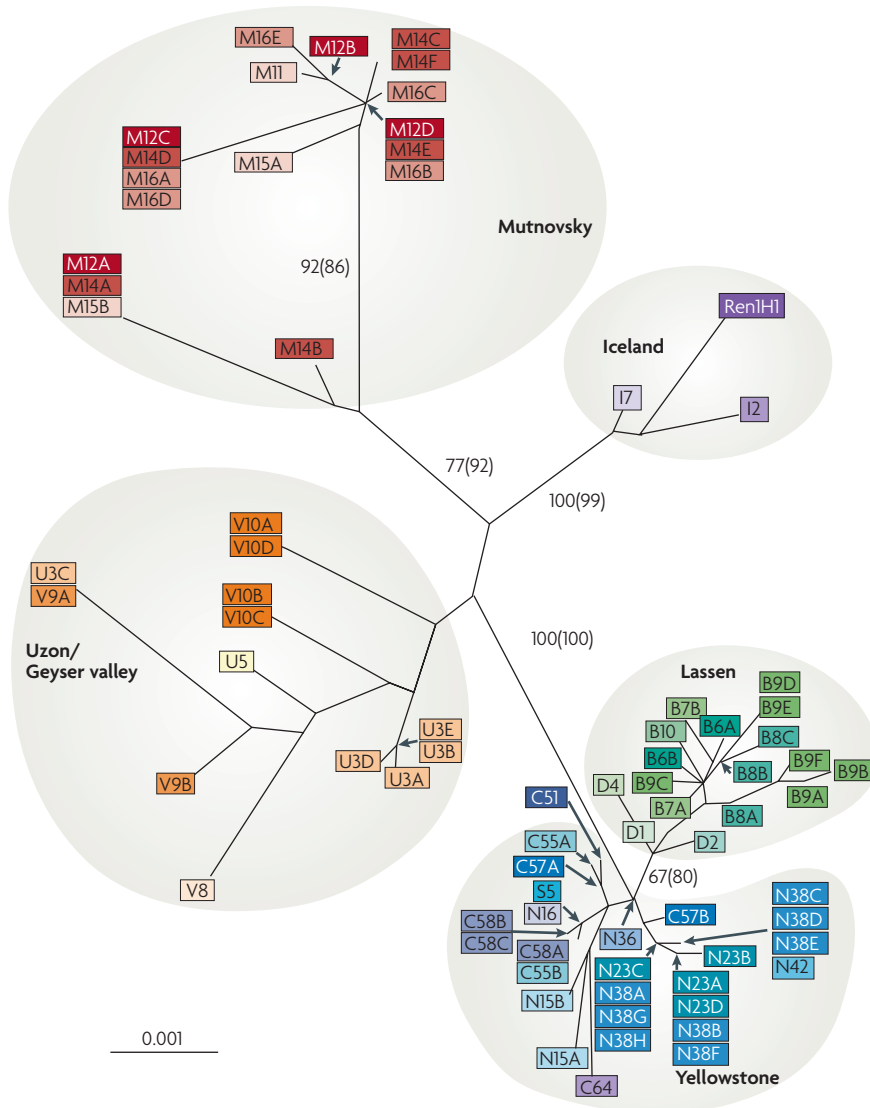 M16E
M12B
M14C
M14F
M11
M16C
M12C
M14D
M16A
M16D
M15A
M12D
M14E
M16B
Mutnovsky
M12A
M14A
M15B
92(86)
M14B
Ren1H1
Iceland
I7
I2
77(92)
100(99)
V10A
V10D
U3C
V9A
V10B
V10C
Uzon/
Geyser valley
U5
U3E
U3B
U3D
U3A
V9B
V8
100(100)
Lassen
B9D
B9E
B7B
B6A
B10
B8C
B6B
B8B
B9F
B9B
B9C
B9A
D4
B7A
B8A
D1
D2
67(80)
C51
C55A
C57A
S5
N16
C58B
C58C
C58A
C55B
N36
C57B
N38C
N38D
N38E
N42
N23B
N23C
N38A
N38G
N38H
N23A
N23D
N38B
N38F
N15B
N15A
C64
Yellowstone
0.001